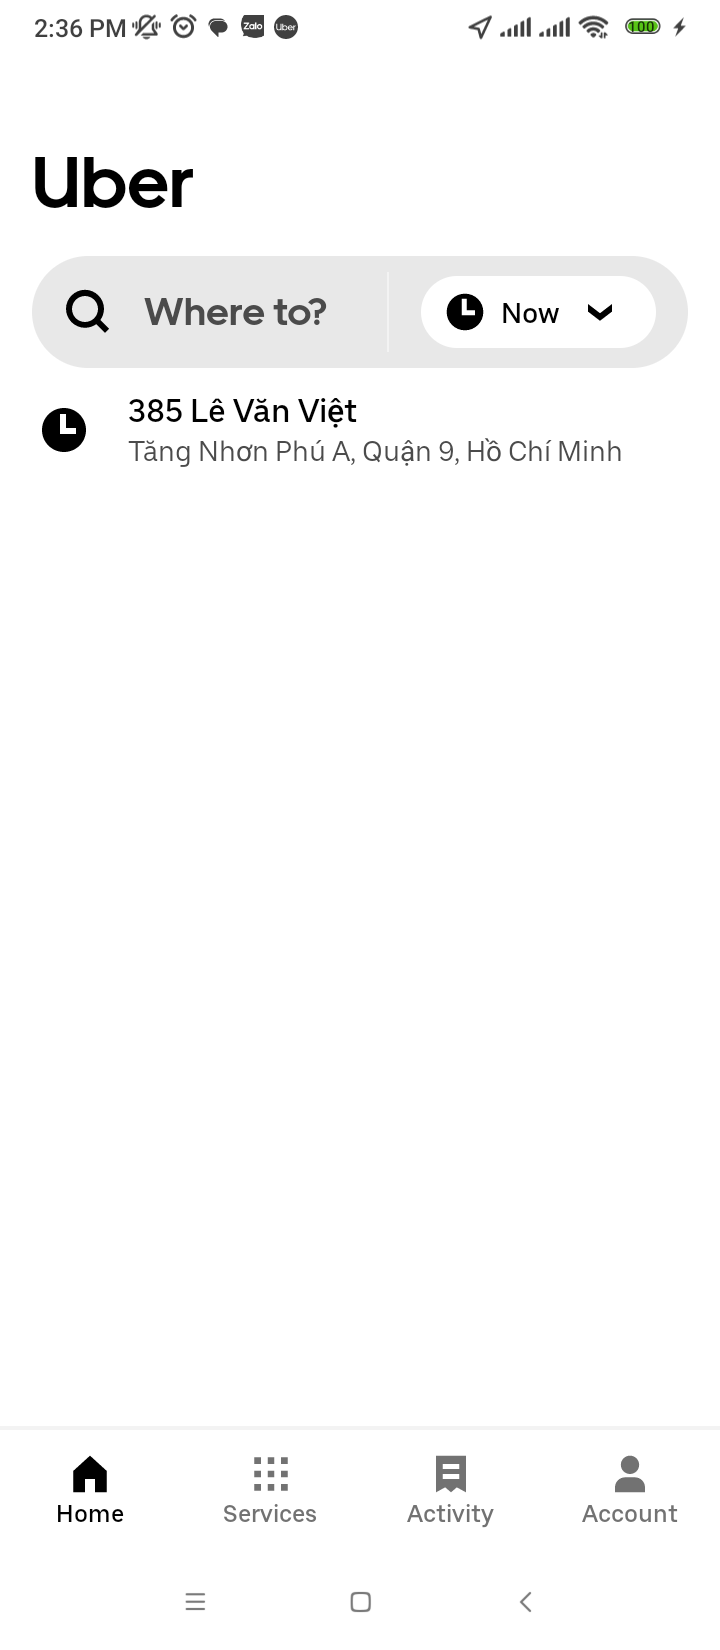 2:36 PM Zalo Uber 100
Uber
Where to? Now
385 Lê Văn Việt
Tăng Nhơn Phú A, Quận 9, Hồ Chí Minh
Home Services Activity Account